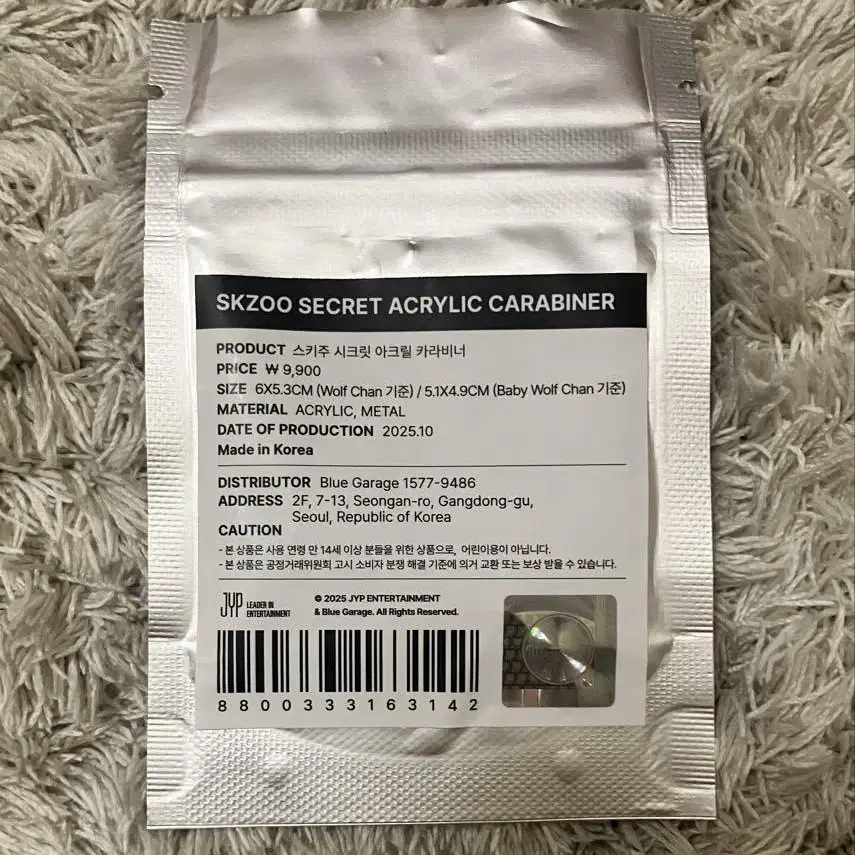 SKZOO SECRET ACRYLIC CARABINER
PRODUCT 스키주 시크릿 아크릴 카라비너
PRICE ₩ 9,900
SIZE 6X5.3CM (Wolf Chan 기준) / 5.1X4.9CM (Baby Wolf Chan 기준)
MATERIAL ACRYLIC, METAL
DATE OF PRODUCTION 2025.10
Made in Korea
DISTRIBUTOR Blue Garage 1577-9486
ADDRESS 2F, 7-13, Seongan-ro, Gangdong-gu,
Seoul, Republic of Korea
CAUTION
- 본 상품은 사용 연령 만 14세 이상 분들을 위한 상품으로, 어린이용이 아닙니다.
- 본 상품은 공정거래위원회 고시 소비자 분쟁 해결 기준에 의거 교환 또는 보상 받을 수 있습니다.
JYP LEADER IN
ENTERTAINMENT
© 2025 JYP ENTERTAINMENT
& Blue Garage. All Rights Reserved.
8800333163142